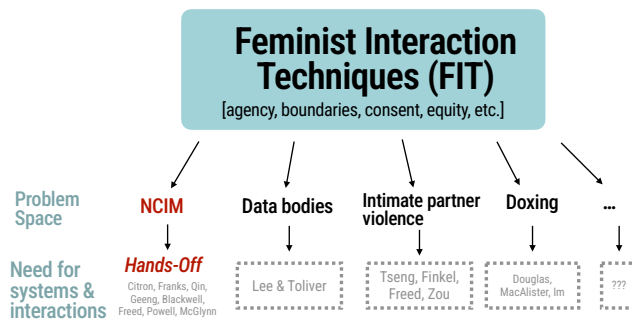 Feminist Interaction
Techniques (FIT)
[agency, boundaries, consent, equity, etc.]
Problem
Space
NCIM
Data bodies
Intimate partner
violence
Doxing
...
Need for
systems &
interactions
Hands-Off
Citron, Franks, Qin,
Geeng, Blackwell,
Freed, Powell, McGlynn
Lee & Toliver
Tseng, Finkel,
Freed, Zou
Douglas,
MacAlister, Im
???